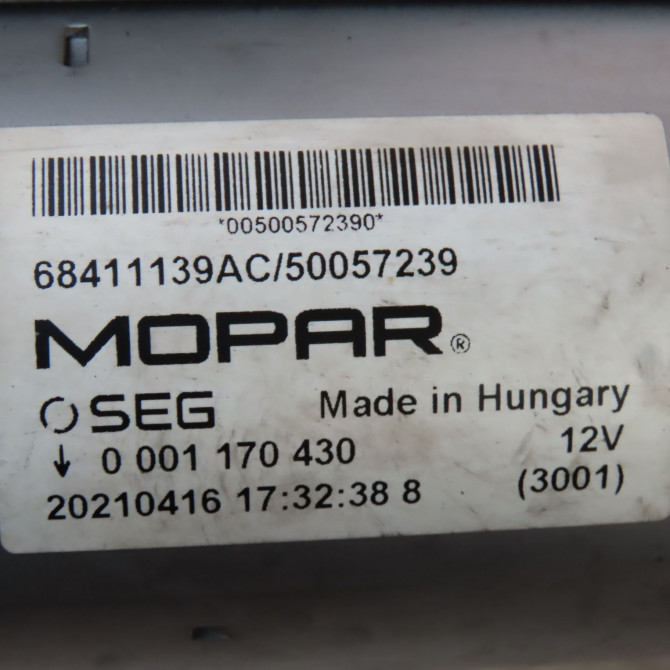 *00500572390*
68411139AC/50057239
MOPAR®
SEG Made in Hungary
↓ 0 001 170 430 12V
20210416 17:32:38 8 (3001)